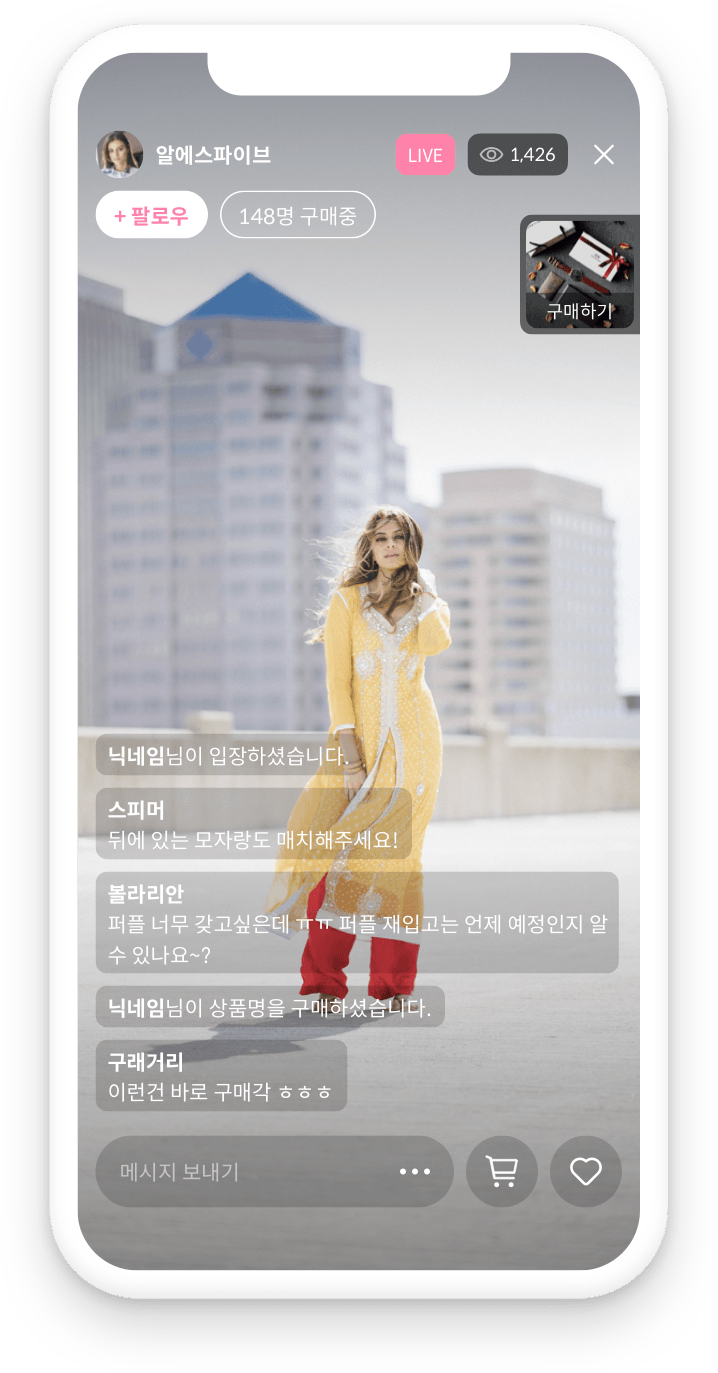 알에스파이브
LIVE
1,426
+ 팔로우
148명 구매중
구매하기
닉네임님이 입장하셨습니다.
스피머
뒤에 있는 모자랑도 매치해주세요!
볼라리안
퍼플 너무 갖고싶은데 ㅠㅠ 퍼플 재입고는 언제 예정인지 알
수 있나요~?
닉네임님이 상품명을 구매하셨습니다.
구래거리
이런건 바로 구매각 ㅎㅎㅎ
메시지 보내기